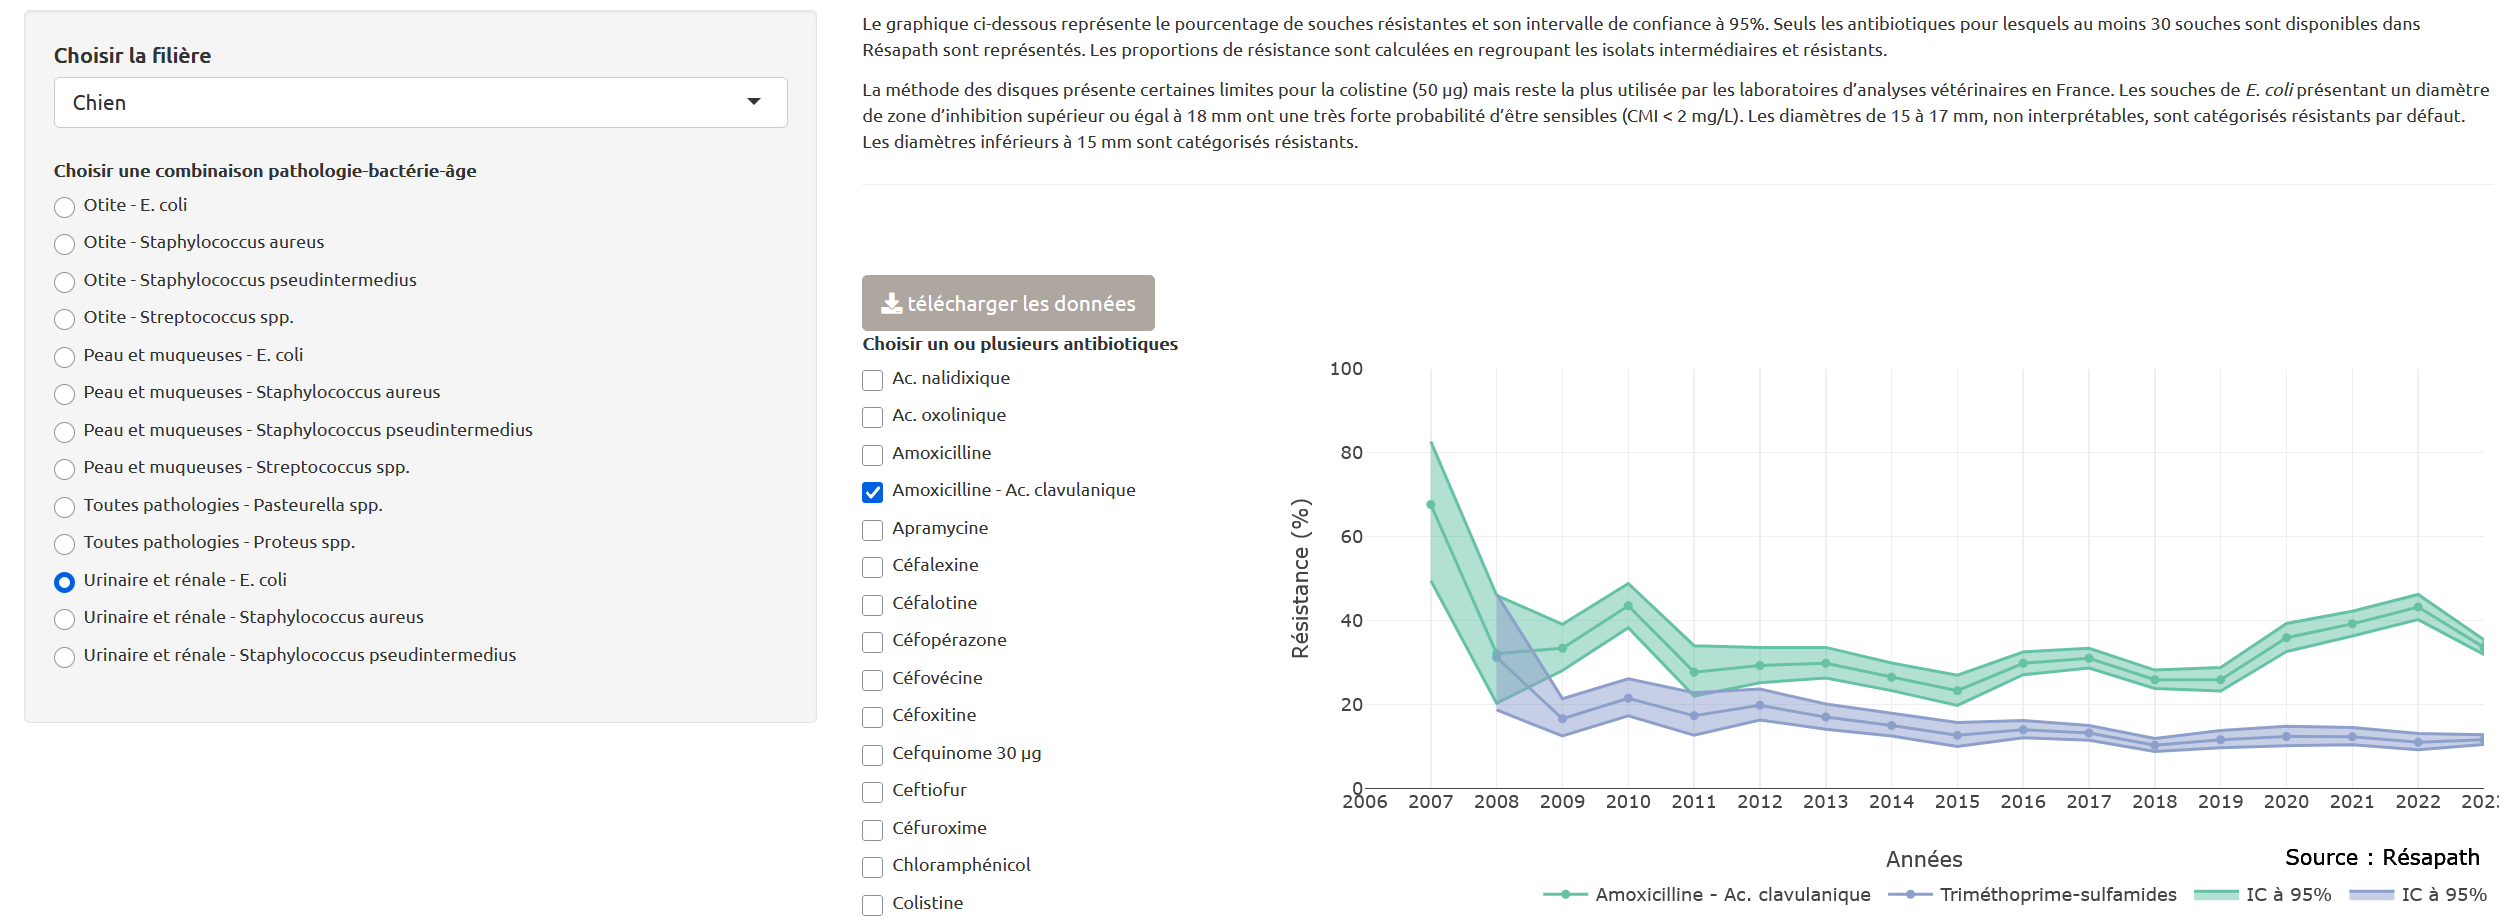 Choisir la filière
Chien
Choisir une combinaison pathologie-bactérie-âge
Otite - E. coli
Otite - Staphylococcus aureus
Otite - Staphylococcus pseudintermedius
Otite - Streptococcus spp.
Peau et muqueuses - E. coli
Peau et muqueuses - Staphylococcus aureus
Peau et muqueuses - Staphylococcus pseudintermedius
Peau et muqueuses - Streptococcus spp.
Toutes pathologies - Pasteurella spp.
Toutes pathologies - Proteus spp.
Urinaire et rénale - E. coli
Urinaire et rénale - Staphylococcus aureus
Urinaire et rénale - Staphylococcus pseudintermedius
Le graphique ci-dessous représente le pourcentage de souches résistantes et son intervalle de confiance à 95%. Seuls les antibiotiques pour lesquels au moins 30 souches sont disponibles dans
Résapath sont représentés. Les proportions de résistance sont calculées en regroupant les isolats intermédiaires et résistants.
La méthode des disques présente certaines limites pour la colistine (50 µg) mais reste la plus utilisée par les laboratoires d'analyses vétérinaires en France. Les souches de E. coli présentant un diamètre
de zone d'inhibition supérieur ou égal à 18 mm ont une très forte probabilité d'être sensibles (CMI < 2 mg/L). Les diamètres de 15 à 17 mm, non interprétables, sont catégorisés résistants par défaut.
Les diamètres inférieurs à 15 mm sont catégorisés résistants.
télécharger les données
Choisir un ou plusieurs antibiotiques
Ac. nalidixique
Ac. oxolinique
Amoxicilline
Amoxicilline - Ac. clavulanique
Apramycine
Céfalexine
Céfalotine
Céfopérazone
Céfovécine
Céfoxitine
Cefquinome 30 µg
Ceftiofur
Céfuroxime
Chloramphénicol
Colistine
Résistance (%)
100
80
60
40
20
0
2006 2007 2008 2009 2010 2011 2012 2013 2014 2015 2016 2017 2018 2019 2020 2021 2022
Années
Source : Résapath
Amoxicilline - Ac. clavulanique Triméthoprime-sulfamides IC à 95% IC à 95%